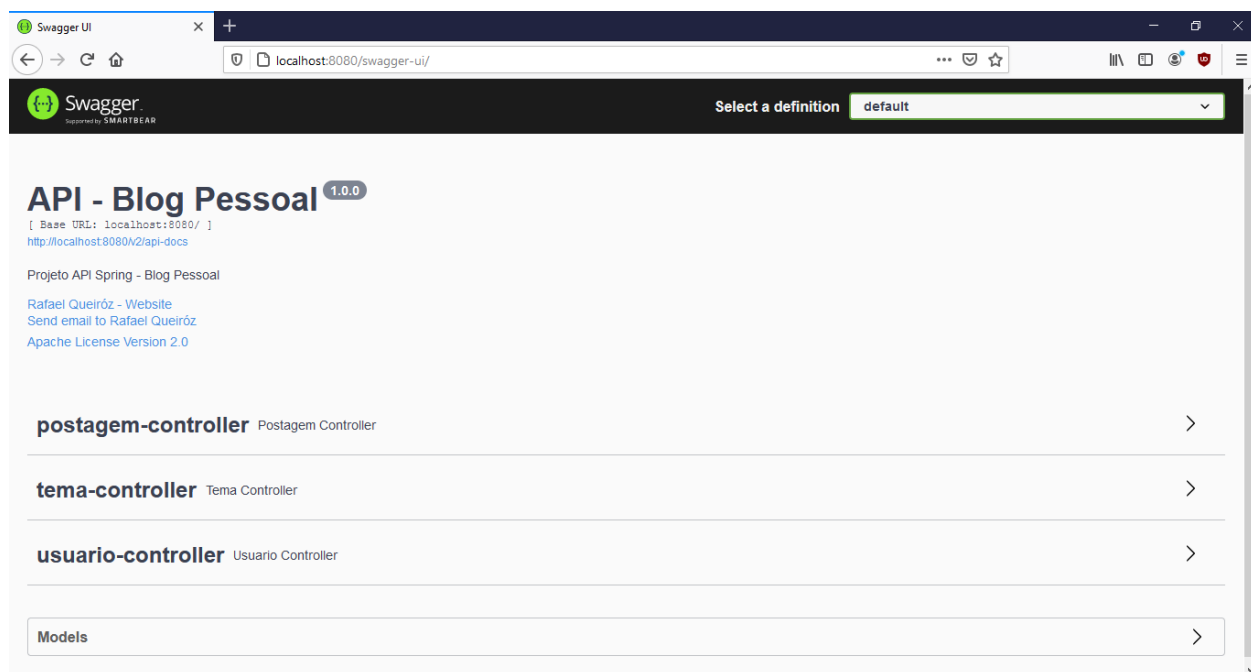 Swagger UI
localhost:8080/swagger-ui/
Swagger.
Supported by SMARTBEAR
Select a definition
default
API - Blog Pessoal 1.0.0
[ Base URL: localhost:8080/ ]
http://localhost:8080/v2/api-docs
Projeto API Spring - Blog Pessoal
Rafael Queiróz - Website
Send email to Rafael Queiróz
Apache License Version 2.0
postagem-controller Postagem Controller
tema-controller Tema Controller
usuario-controller Usuario Controller
Models